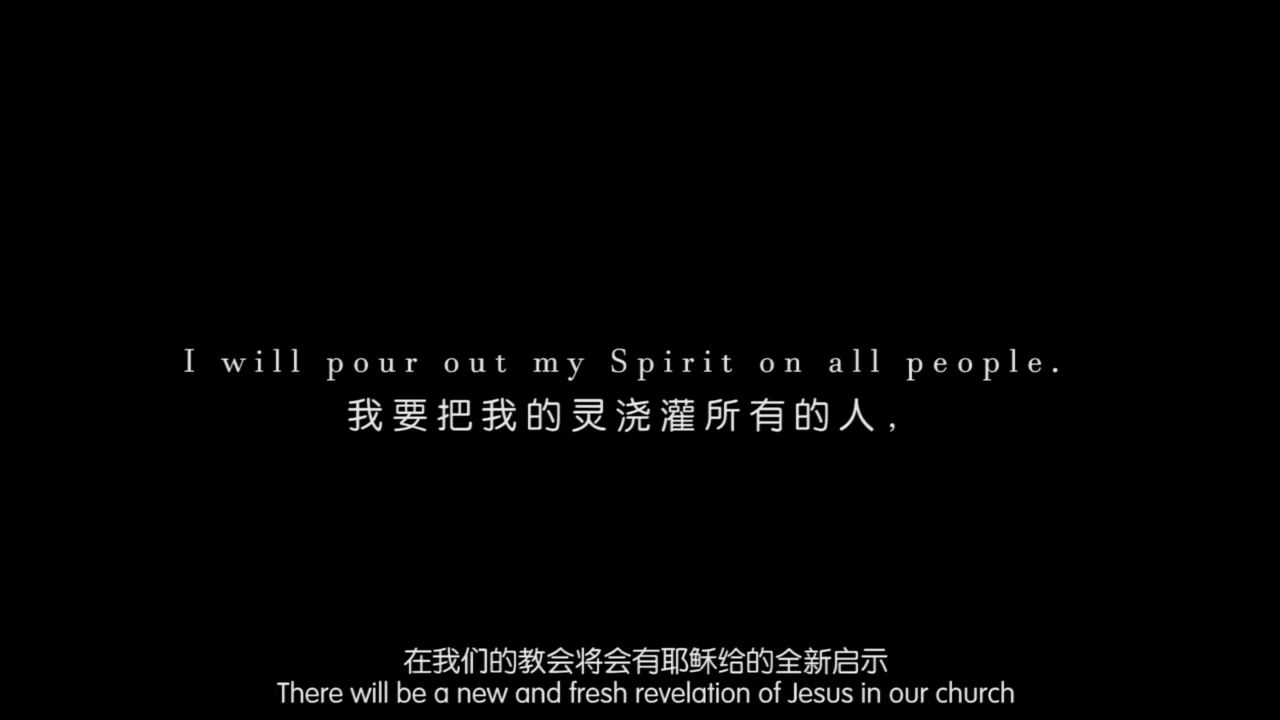 I will pour out my Spirit on all people.
我要把我的灵浇灌所有的人,
在我们的教会将会有耶稣给的全新启示
There will be a new and fresh revelation of Jesus in our church